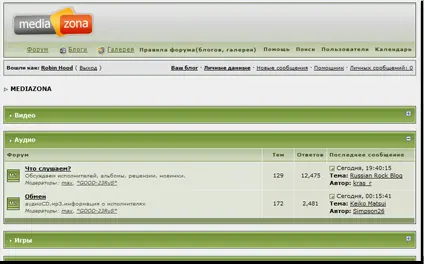 media zona
Форум Блоги Галерея Правила форума(блогов, галереи) Помощь Поиск Пользователи Календарь
Вошли как: Robin Hood ( Выход ) Ваш блог · Личные данные · Новые сообщения · Помощник · Личных сообщений: 0
MEDIAZONA
Видео
Аудио
Форум Тем Ответов Последнее сообщение
Что слушаем? 129 12,475 Сегодня, 19:40:15
Обсуждаем исполнителей, альбомы, рецензии, новинки. Тема: Russian Rock Blog
Модераторы: max, *GOOD-23RuS* Автор: kras_r
Обмен 172 2,481 Сегодня, 00:15:41
аудиоCD,mp3,информация о исполнителях Тема: Keiko Matsui
Модераторы: max, *GOOD-23RuS* Автор: Simpson26
Игры